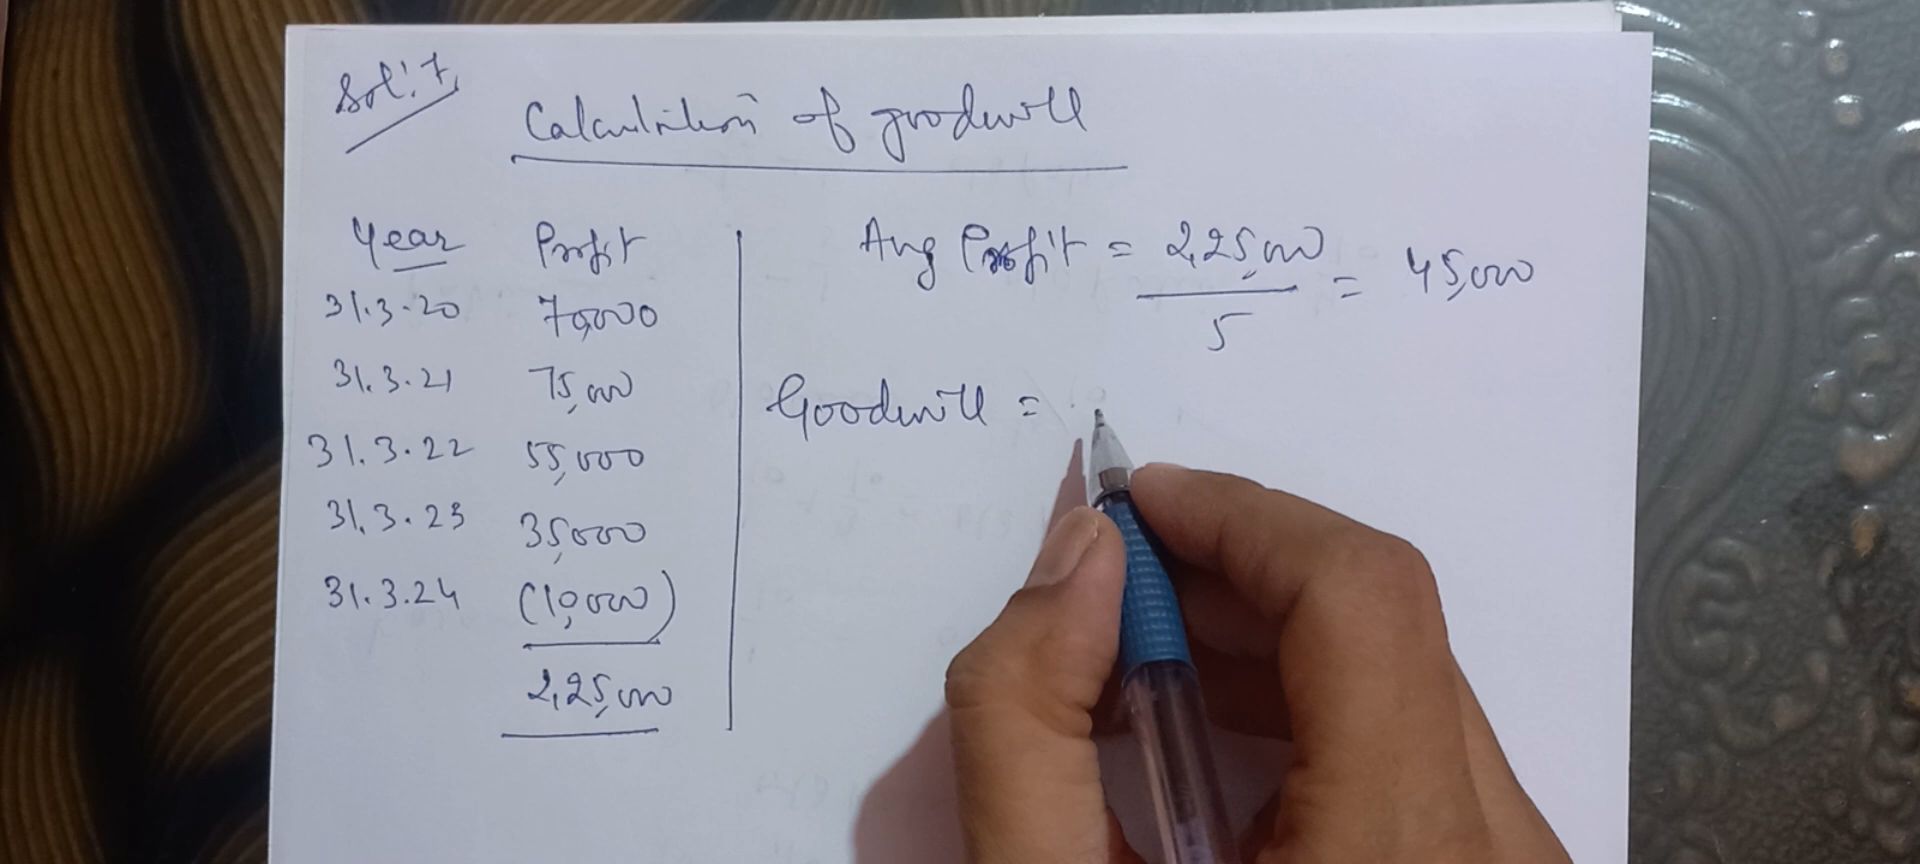 Sol:7
Calculation of goodwill
Year Profit
31.3.20 70,000
31.3.21 75,000
31.3.22 55,000
31.3.23 35,000
31.3.24 (10,000)
2,25,000
Avg Profit = 2,25,000 / 5 = 45,000
Goodwill =